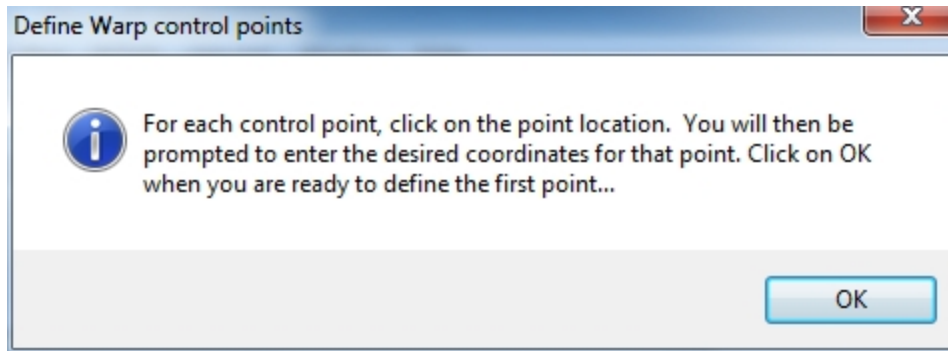 Define Warp control points
For each control point, click on the point location.  You will then be
prompted to enter the desired coordinates for that point. Click on OK
when you are ready to define the first point...
OK